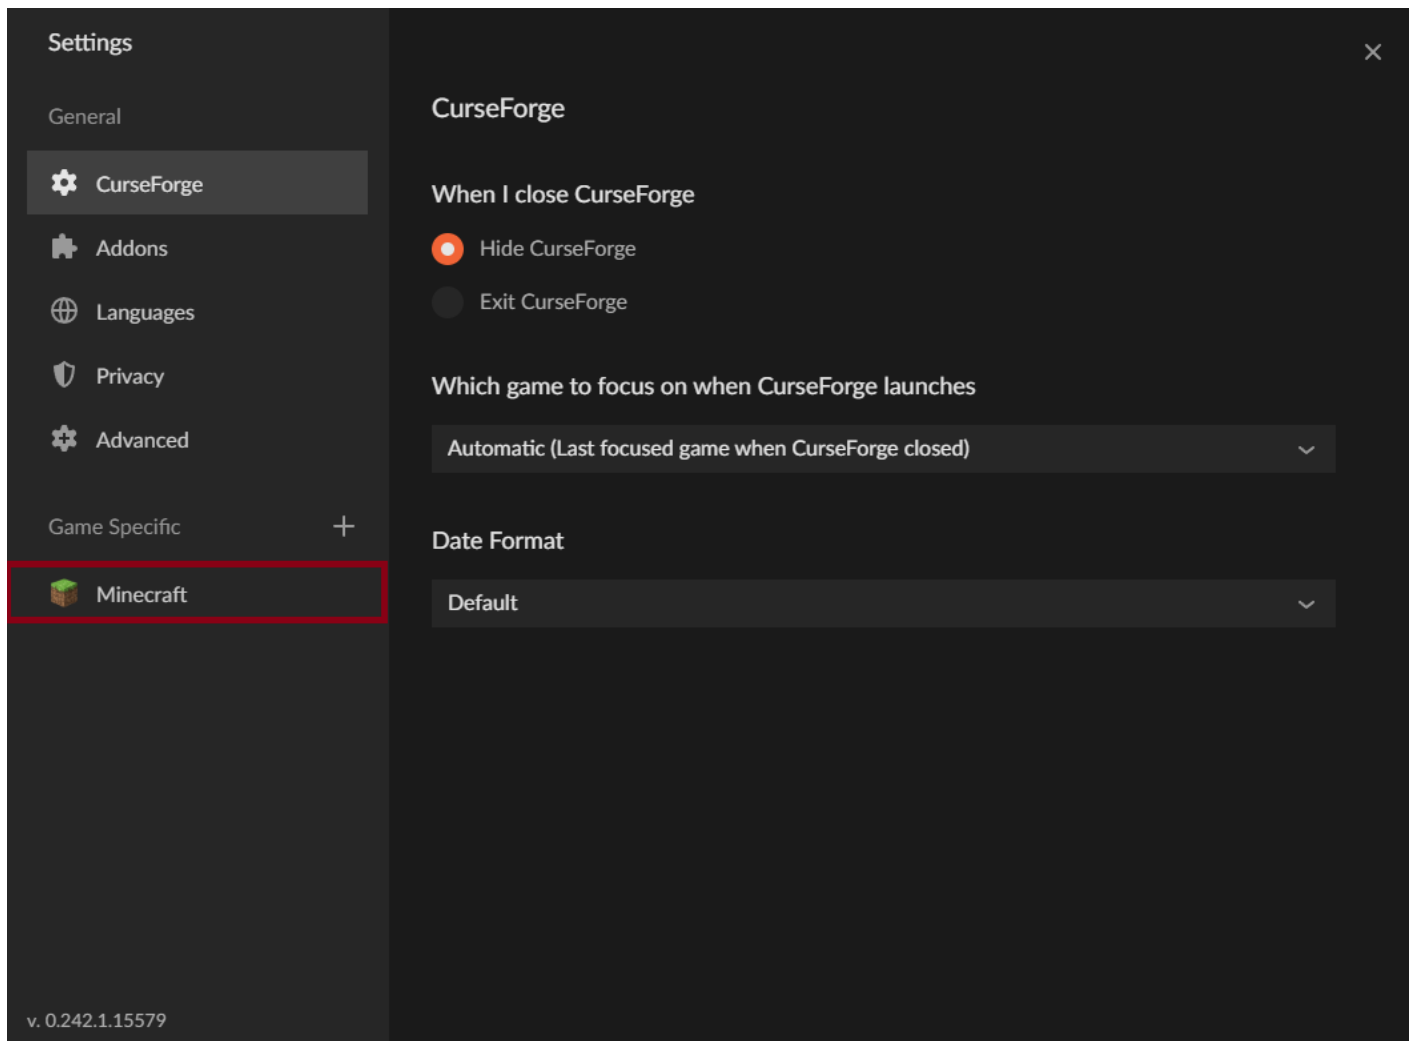 Settings
General
CurseForge
Addons
Languages
Privacy
Advanced
Game Specific
Minecraft
v. 0.242.1.15579
CurseForge
When I close CurseForge
Hide CurseForge
Exit CurseForge
Which game to focus on when CurseForge launches
Automatic (Last focused game when CurseForge closed)
Date Format
Default